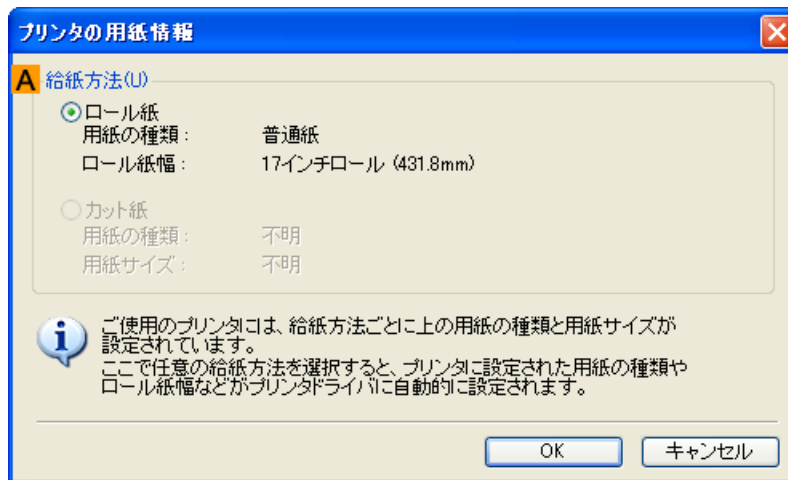 プリンタの用紙情報
A 給紙方法(U)
ロール紙
用紙の種類： 普通紙
ロール紙幅： 17インチロール (431.8mm)
カット紙
用紙の種類： 不明
用紙サイズ： 不明
ご使用のプリンタには、給紙方法ごとに上の用紙の種類と用紙サイズが
設定されています。
ここで任意の給紙方法を選択すると、プリンタに設定された用紙の種類や
ロール紙幅などがプリンタドライバに自動的に設定されます。
OK キャンセル